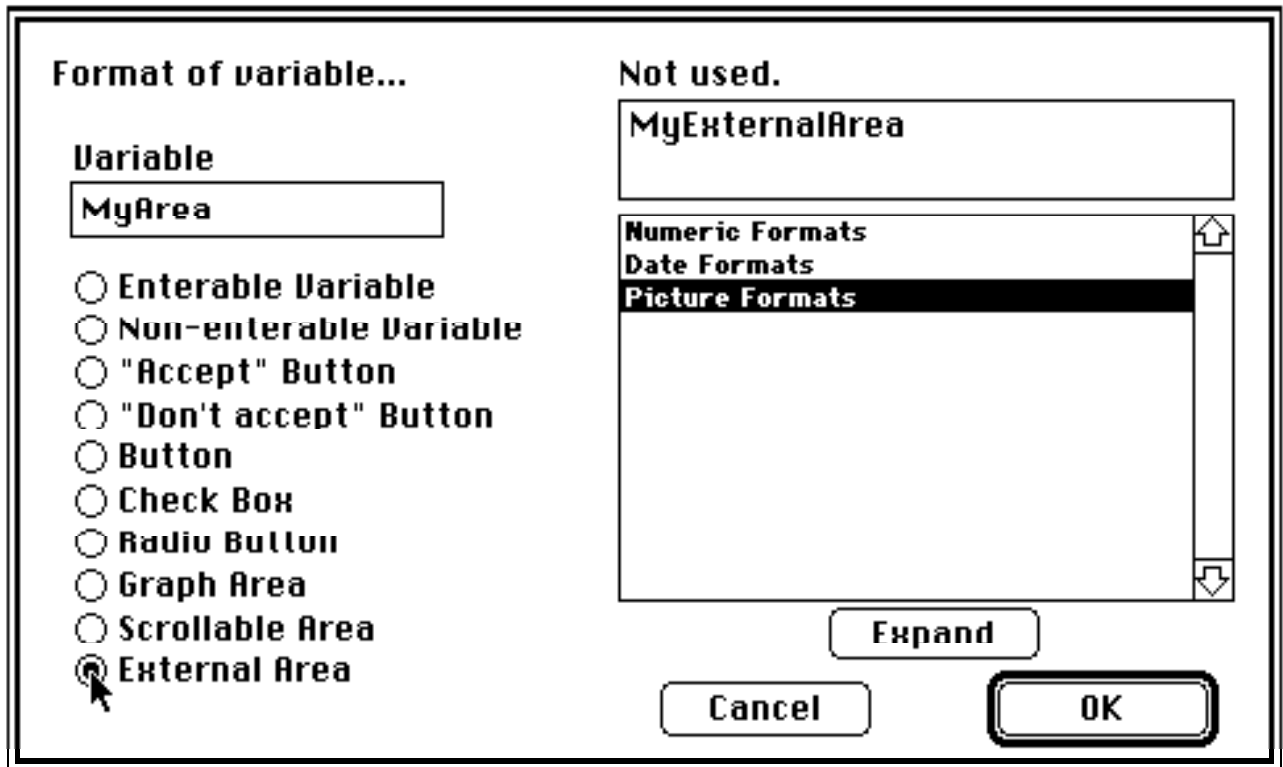 Format of variable...
Variable
MyArea
Enterable Variable
Non-enterable Variable
"Accept" Button
"Don't accept" Button
Button
Check Box
Radio Button
Graph Area
Scrollable Area
External Area
Not used.
MyExternalArea
Numeric Formats
Date Formats
Picture Formats
Expand
Cancel
OK